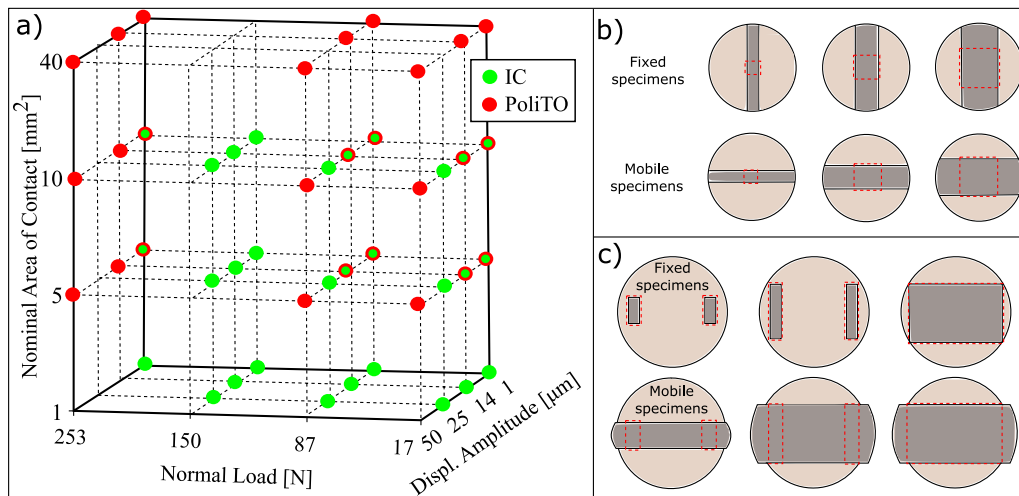 a)
Nominal Area of Contact [mm²]
40
10
5
1
253
150
87
17
Normal Load [N]
50
25
14
1
Displ. Amplitude [μm]
IC
PoliTO
b)
Fixed
specimens
Mobile
specimens
c)
Fixed
specimens
Mobile
specimens